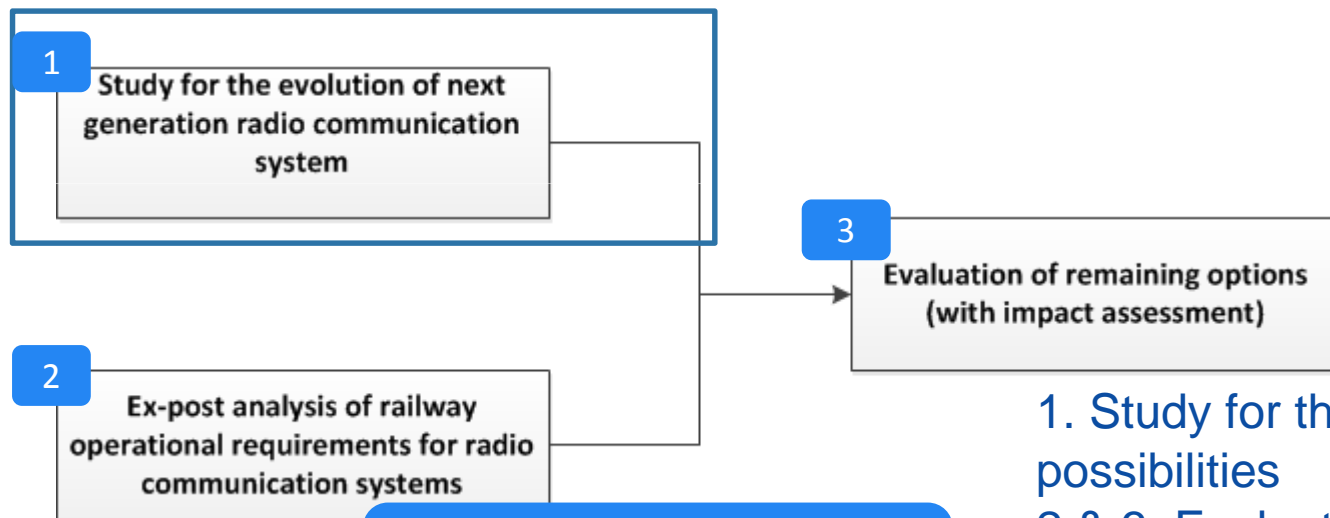 1
Study for the evolution of next
generation radio communication
system
2
Ex-post analysis of railway
operational requirements for radio
communication systems
3
Evaluation of remaining options
(with impact assessment)
1. Study for th
possibilities